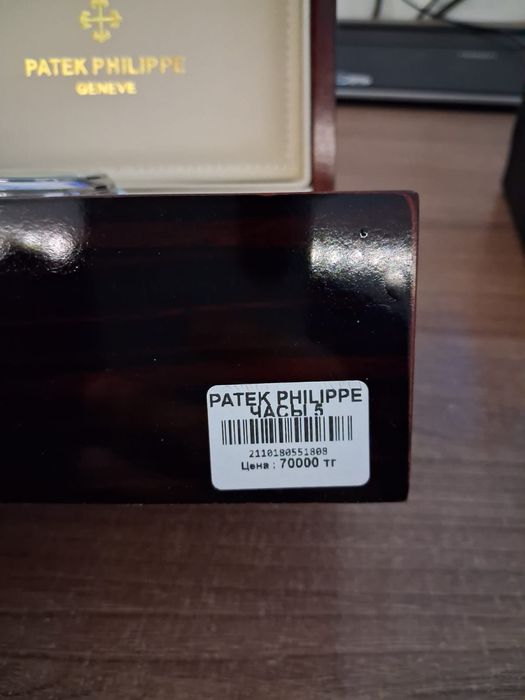 PATEK PHILIPPE
GENEVE
PATEK PHILIPPE
ЧАСЫ 5
2110180551808
Цена : 70000 тг